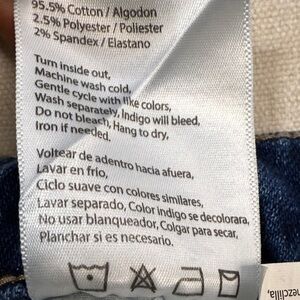 95.5% Cotton / Algodon
2.5% Polyester / Poliester
2% Spandex / Elastano
Turn inside out,
Machine wash cold,
Gentle cycle with like colors,
Wash separately, Indigo will bleed,
Do not bleach, Hang to dry,
Iron if needed.
Voltear de adentro hacia afuera,
Lavar en frio,
Ciclo suave con colores similares,
Lavar separado, Color indigo se decolorara,
No usar blanqueador, Colgar para secar,
Planchar si es necesario.